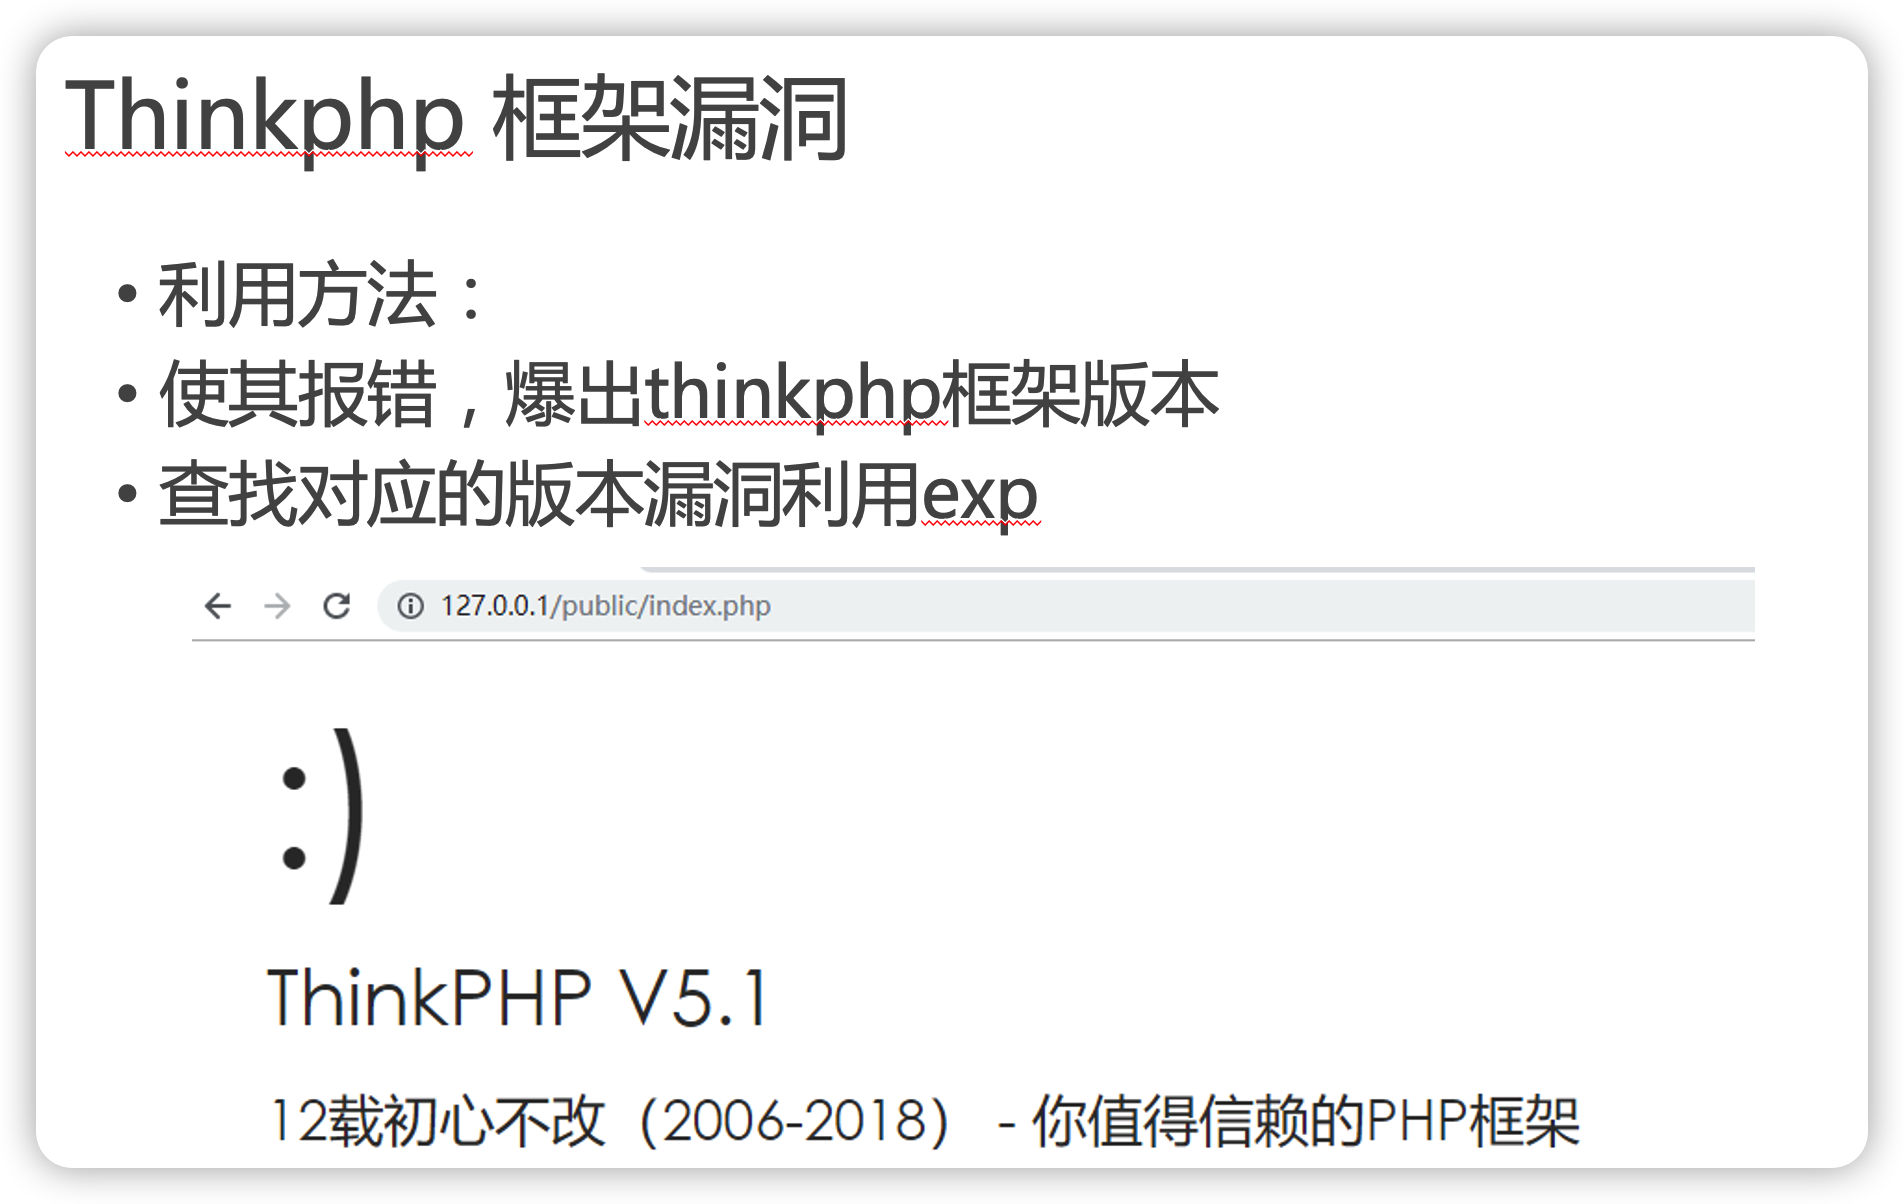 Thinkphp 框架漏洞
• 利用方法：
• 使其报错，爆出thinkphp框架版本
• 查找对应的版本漏洞利用exp
127.0.0.1/public/index.php
:)
ThinkPHP V5.1
12载初心不改（2006-2018） - 你值得信赖的PHP框架